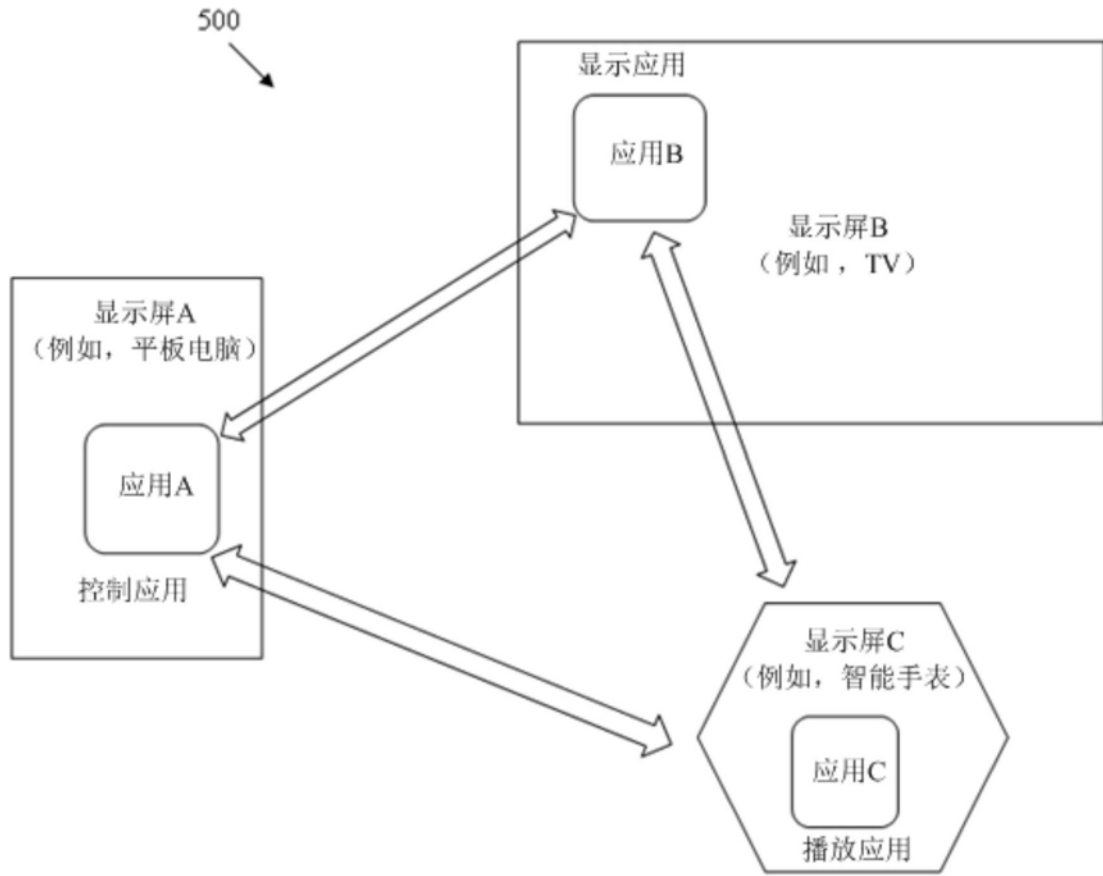 500
显示应用
应用B
显示屏B
（例如 ，TV）
显示屏A
（例如，平板电脑）
应用A
控制应用
显示屏C
（例如，智能手表）
应用C
播放应用